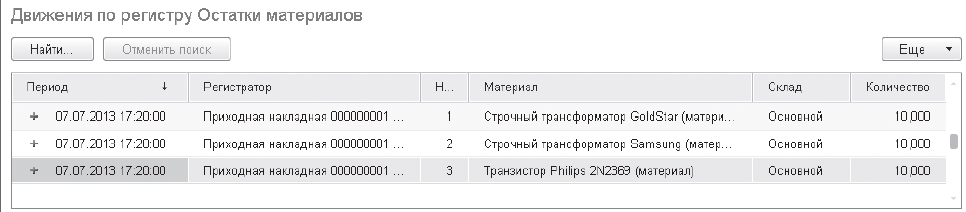 Движения по регистру Остатки материалов
Найти... Отменить поиск Еще
Период Регистратор Н... Материал Склад Количество
07.07.2013 17:20:00 Приходная накладная 000000001 ... 1 Строчный трансформатор GoldStar (матери... Основной 10,000
07.07.2013 17:20:00 Приходная накладная 000000001 ... 2 Строчный трансформатор Samsung (матер... Основной 10,000
07.07.2013 17:20:00 Приходная накладная 000000001 ... 3 Транзистор Philips 2N2369 (материал) Основной 10,000